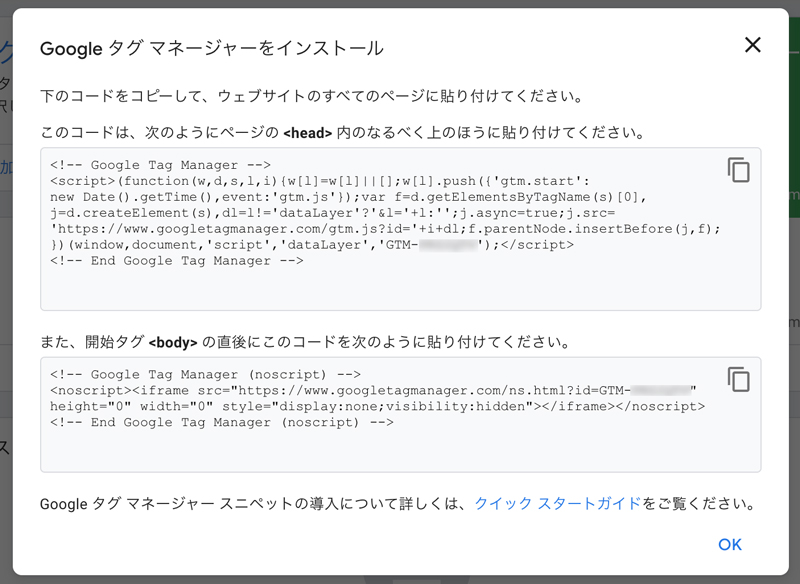 Google タグ マネージャーをインストール
下のコードをコピーして、ウェブサイトのすべてのページに貼り付けてください。
このコードは、次のようにページの <head> 内のなるべく上のほうに貼り付けてください。
<!-- Google Tag Manager -->
<script>(function(w,d,s,l,i){w[l]=w[l]||[];w[l].push({'gtm.start':
new Date().getTime(),event:'gtm.js'});var f=d.getElementsByTagName(s)[0],
j=d.createElement(s),dl=l!='dataLayer'?'&l='+l:'';j.async=true;j.src=
'https://www.googletagmanager.com/gtm.js?id='+i+dl;f.parentNode.insertBefore(j,f);
})(window,document,'script','dataLayer','GTM-');</script>
<!-- End Google Tag Manager -->
また、開始タグ <body> の直後にこのコードを次のように貼り付けてください。
<!-- Google Tag Manager (noscript) -->
<noscript><iframe src="https://www.googletagmanager.com/ns.html?id=GTM-"
height="0" width="0" style="display:none;visibility:hidden"></iframe></noscript>
<!-- End Google Tag Manager (noscript) -->
Google タグ マネージャー スニペットの導入について詳しくは、クイック スタートガイドをご覧ください。
OK